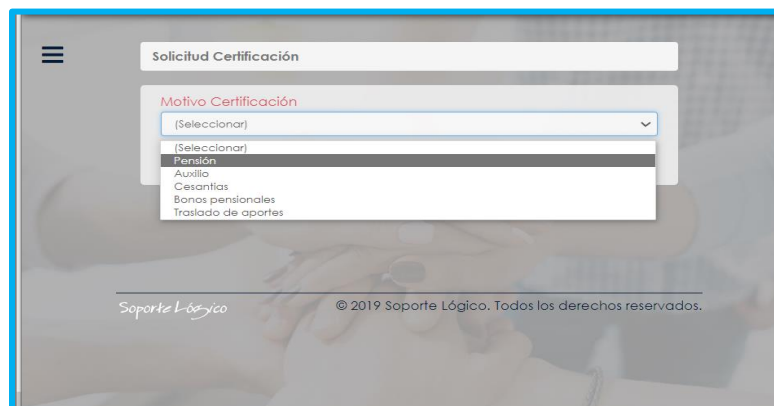 Solicitud Certificación
Motivo Certificación
(Seleccionar)
(Seleccionar)
Pensión
Auxilio
Cesantias
Bonos pensionales
Traslado de aportes
Soporte Lógico
© 2019 Soporte Lógico. Todos los derechos reservados.